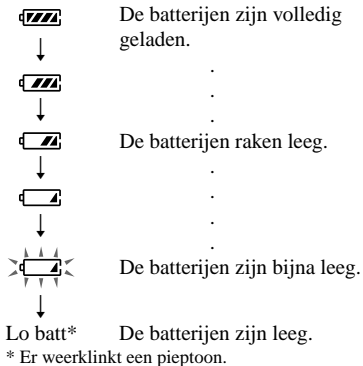 De batterijen zijn volledig
geladen.
.
.
.
De batterijen raken leeg.
.
.
.
De batterijen zijn bijna leeg.
Lo batt* De batterijen zijn leeg.
* Er weerklinkt een pieptoon.